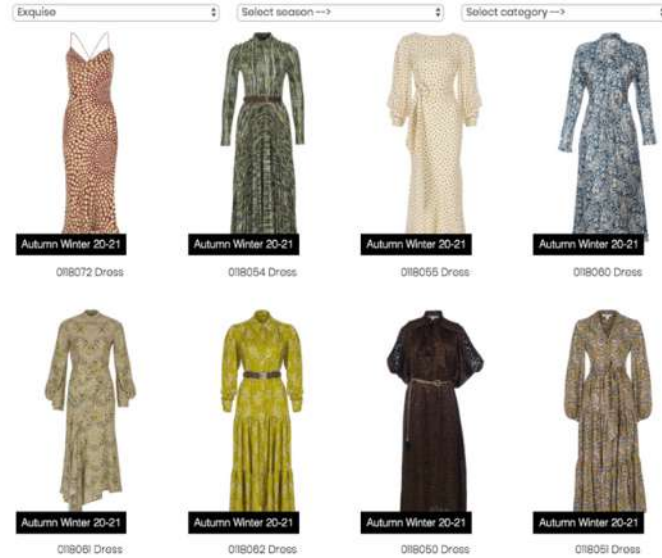 Exquise
Select season -->
Select category -->
Autumn Winter 20-21
Autumn Winter 20-21
Autumn Winter 20-21
Autumn Winter 20-21
0118072 Dress
0118054 Dress
0118055 Dress
0118060 Dress
Autumn Winter 20-21
Autumn Winter 20-21
Autumn Winter 20-21
Autumn Winter 20-21
0118061 Dress
0118062 Dress
0118050 Dress
0118051 Dress